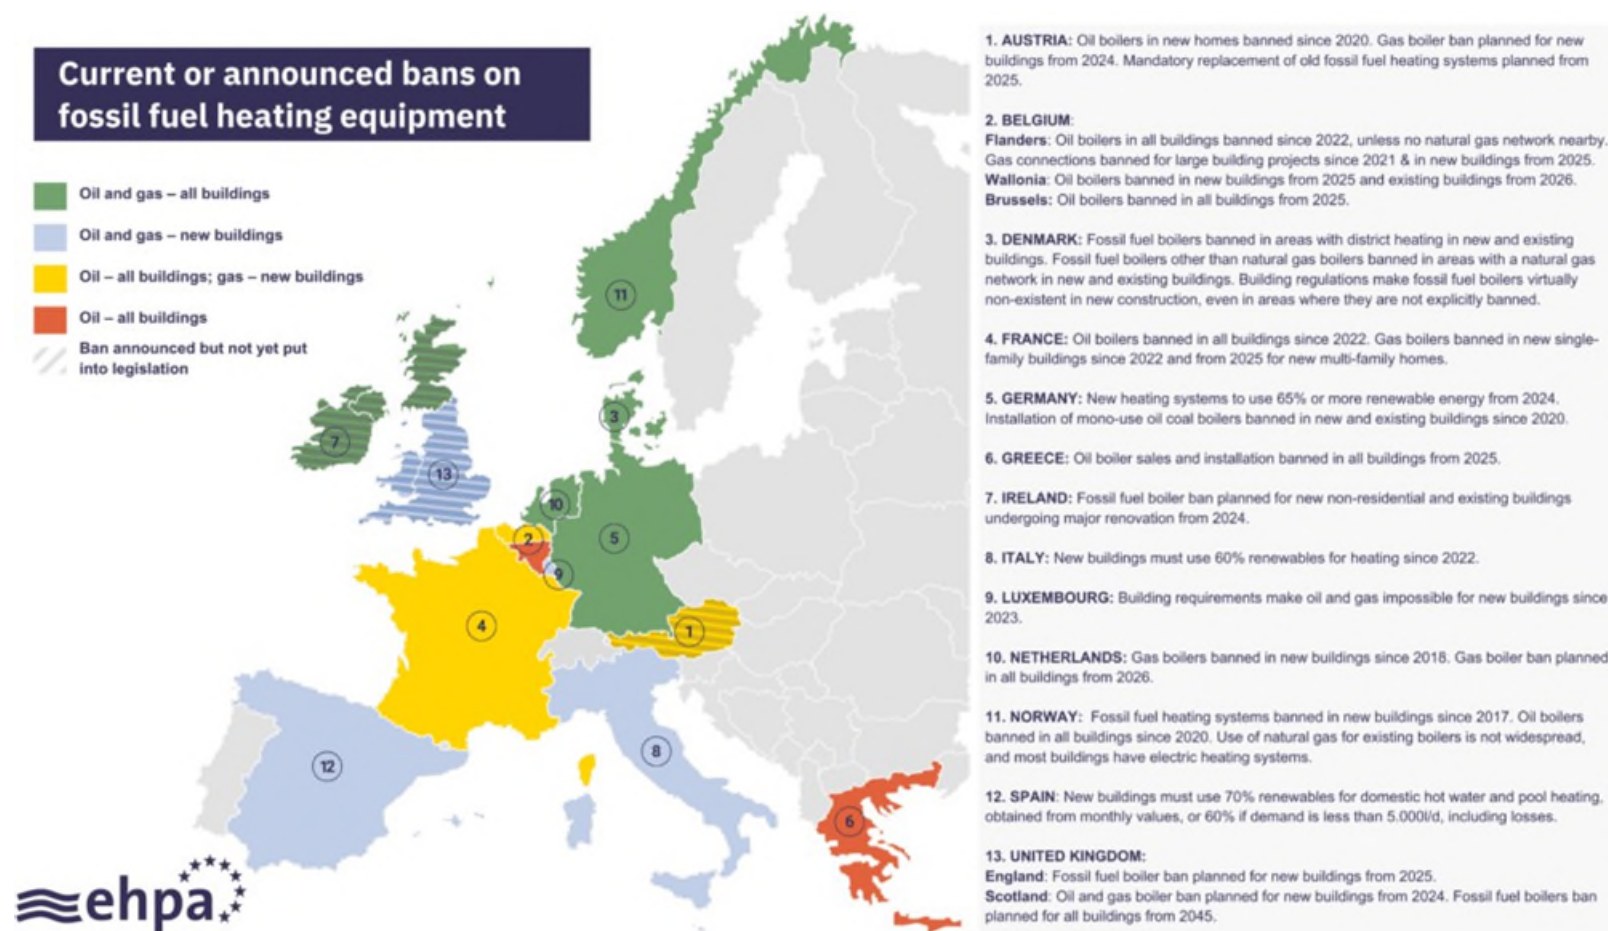 Current or announced bans on
fossil fuel heating equipment
Oil and gas – all buildings
Oil and gas – new buildings
Oil – all buildings; gas – new buildings
Oil – all buildings
Ban announced but not yet put
into legislation
11
3
7
13
10
2
5
9
4
1
12
8
6
ehpa
1. AUSTRIA: Oil boilers in new homes banned since 2020. Gas boiler ban planned for new
buildings from 2024. Mandatory replacement of old fossil fuel heating systems planned from
2025.
2. BELGIUM:
Flanders: Oil boilers in all buildings banned since 2022, unless no natural gas network nearby.
Gas connections banned for large building projects since 2021 & in new buildings from 2025.
Wallonia: Oil boilers banned in new buildings from 2025 and existing buildings from 2026.
Brussels: Oil boilers banned in all buildings from 2025.
3. DENMARK: Fossil fuel boilers banned in areas with district heating in new and existing
buildings. Fossil fuel boilers other than natural gas boilers banned in areas with a natural gas
network in new and existing buildings. Building regulations make fossil fuel boilers virtually
non-existent in new construction, even in areas where they are not explicitly banned.
4. FRANCE: Oil boilers banned in all buildings since 2022. Gas boilers banned in new single-
family buildings since 2022 and from 2025 for new multi-family homes.
5. GERMANY: New heating systems to use 65% or more renewable energy from 2024.
Installation of mono-use oil coal boilers banned in new and existing buildings since 2020.
6. GREECE: Oil boiler sales and installation banned in all buildings from 2025.
7. IRELAND: Fossil fuel boiler ban planned for new non-residential and existing buildings
undergoing major renovation from 2024.
8. ITALY: New buildings must use 60% renewables for heating since 2022.
9. LUXEMBOURG: Building requirements make oil and gas impossible for new buildings since
2023.
10. NETHERLANDS: Gas boilers banned in new buildings since 2018. Gas boiler ban planned
in all buildings from 2026.
11. NORWAY: Fossil fuel heating systems banned in new buildings since 2017. Oil boilers
banned in all buildings since 2020. Use of natural gas for existing boilers is not widespread,
and most buildings have electric heating systems.
12. SPAIN: New buildings must use 70% renewables for domestic hot water and pool heating,
obtained from monthly values, or 60% if demand is less than 5.000l/d, including losses.
13. UNITED KINGDOM:
England: Fossil fuel boiler ban planned for new buildings from 2025.
Scotland: Oil and gas boiler ban planned for new buildings from 2024. Fossil fuel boilers ban
planned for all buildings from 2045.